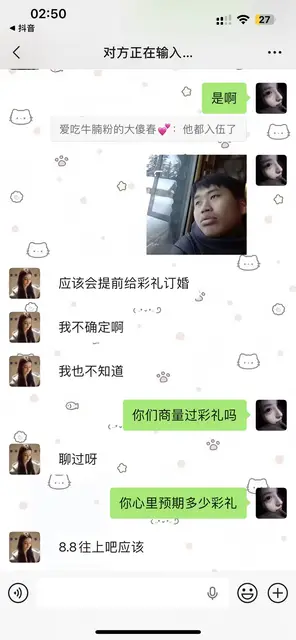 02:50
27
抖音
对方正在输入...
是啊
爱吃牛腩粉的大傻春💕：他都入伍了
应该会提前给彩礼订婚
我不确定啊
我也不知道
你们商量过彩礼吗
聊过呀
你心里预期多少彩礼
8.8往上吧应该